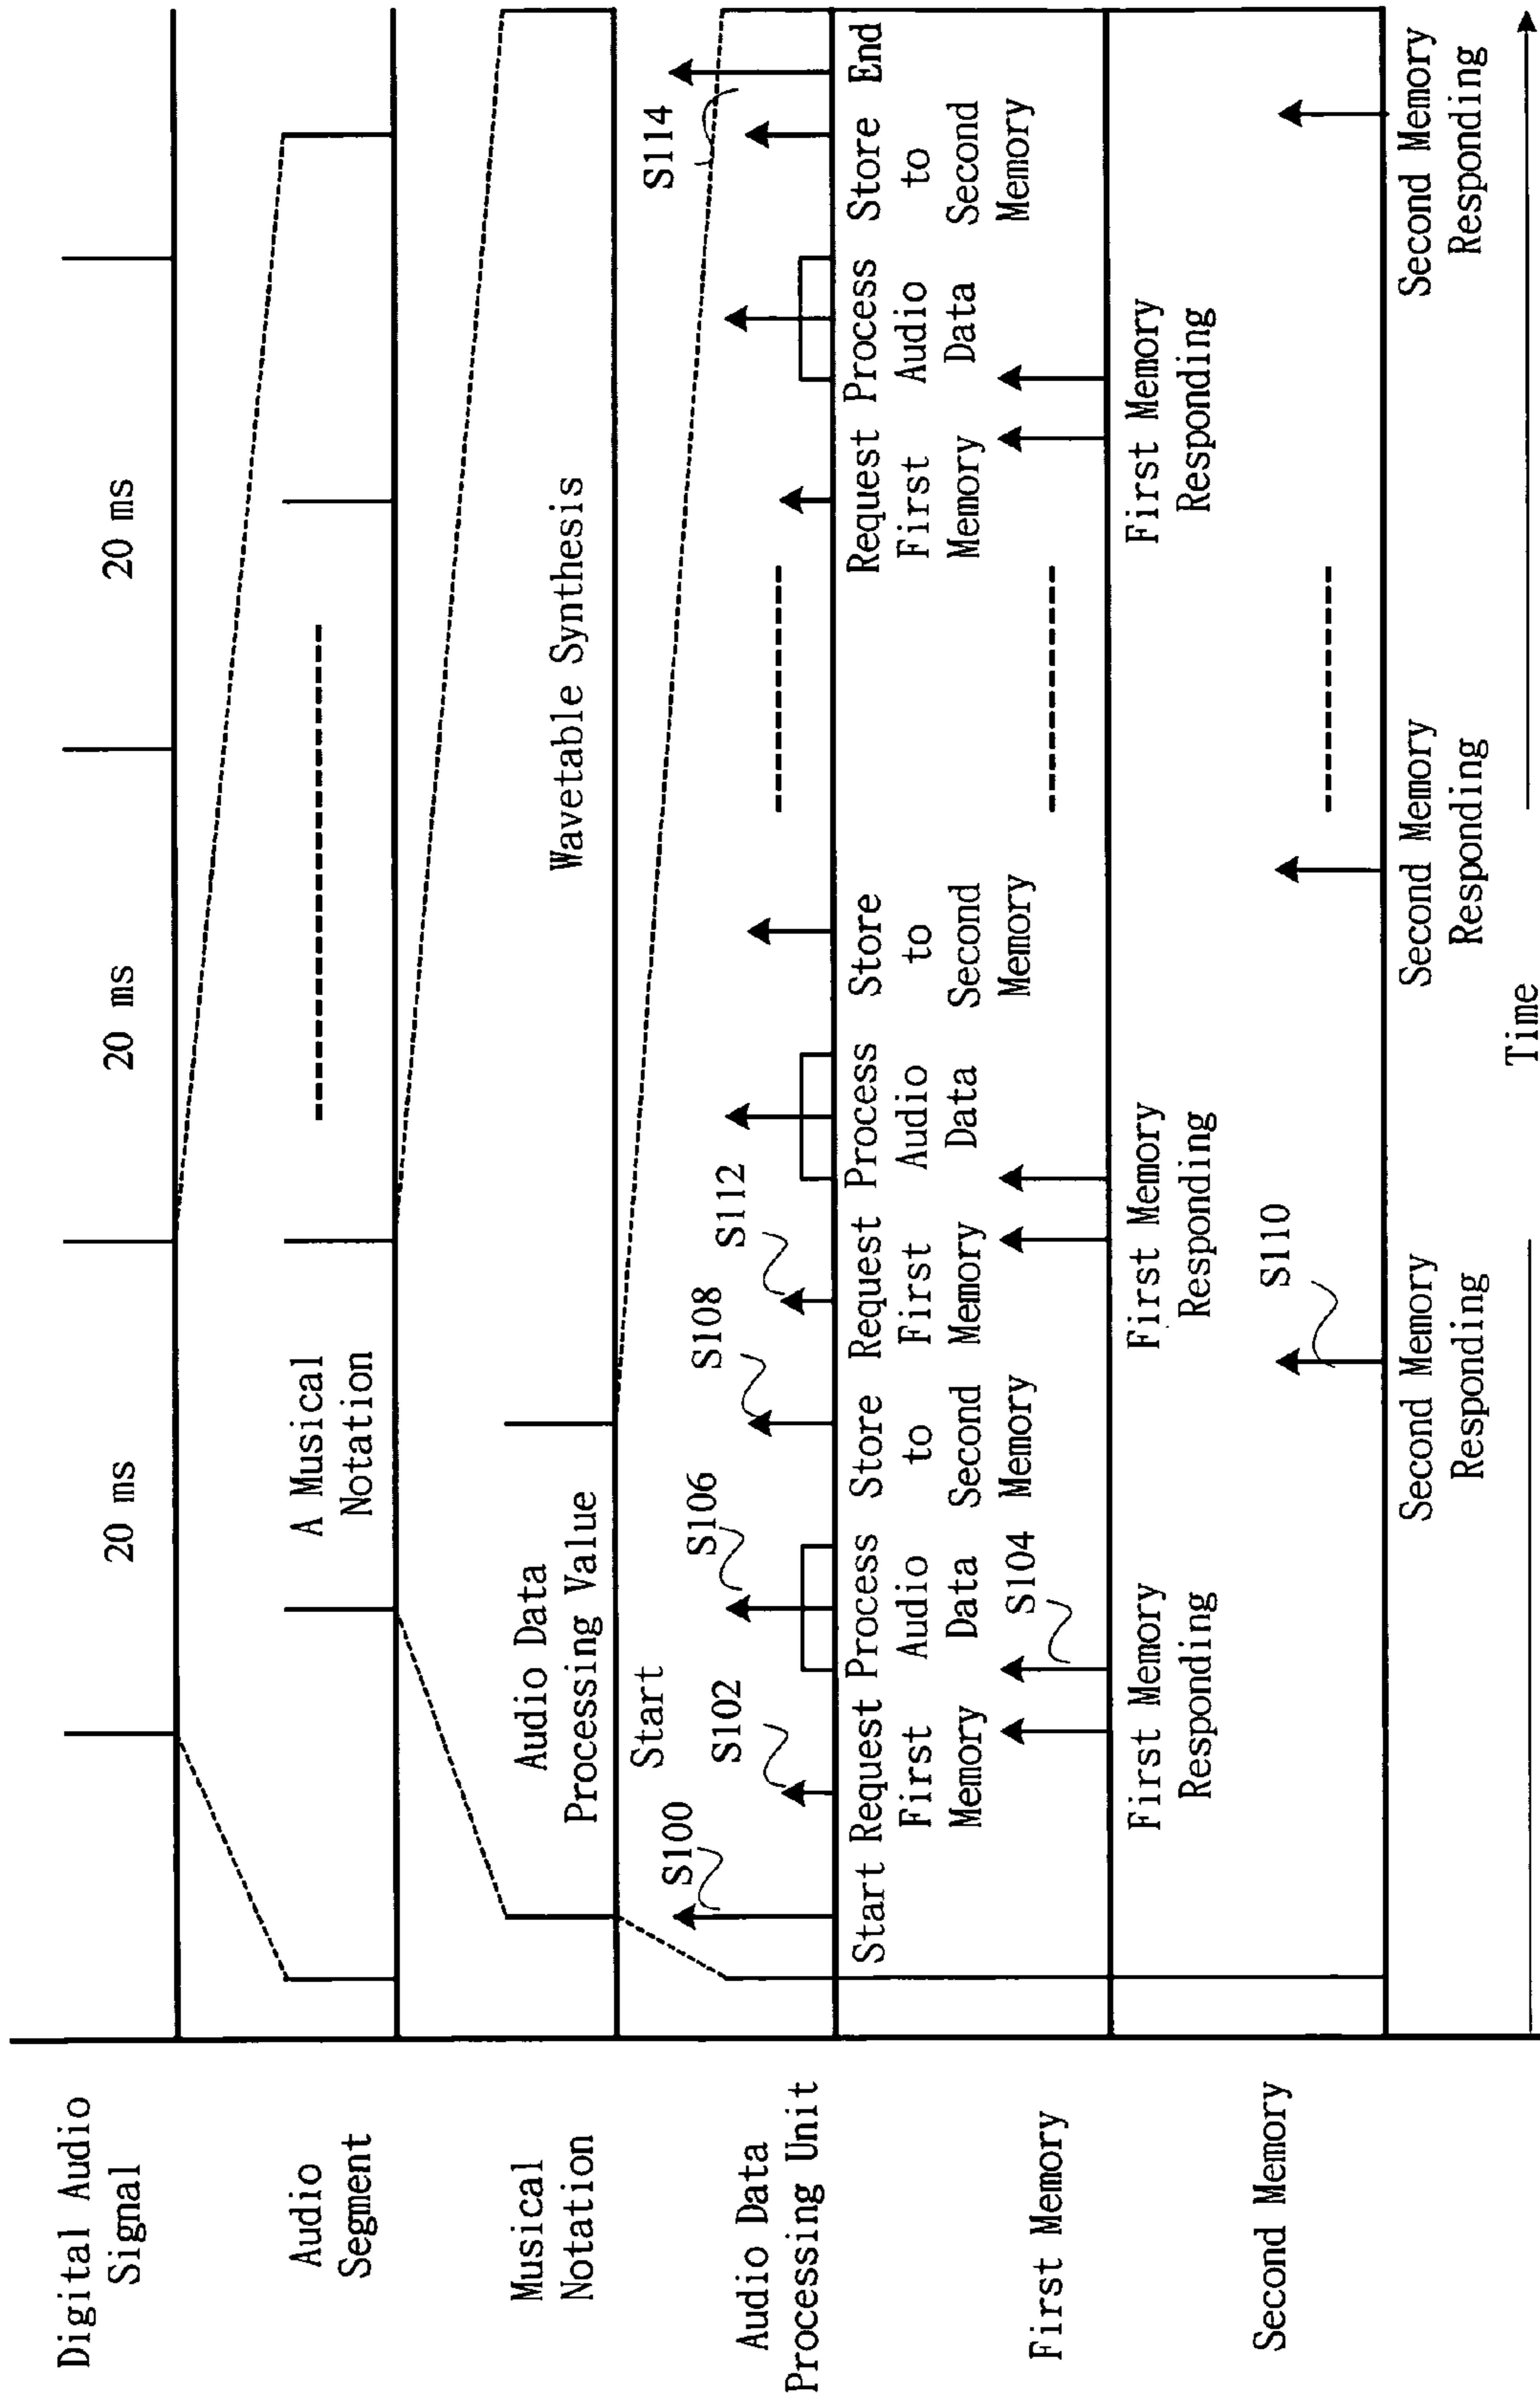 Digital Audio
Signal
20 ms
20 ms
20 ms
Audio
Segment
A Musical
Notation
Musical
Notation
Audio Data
Processing Value
Wavetable Synthesis
Start
Audio Data
Processing Unit
S100
S102
S106
S108
S112
S114
Start
Request
First
Memory
Process
Audio
Data
Store
to
Second
Memory
Request
First
Memory
Process
Audio
Data
Store
to
Second
Memory
Request
First
Memory
Process
Audio
Data
Store
to
Second
Memory
End
First Memory
S104
First Memory
Responding
First Memory
Responding
First Memory
Responding
Second Memory
S110
Second Memory
Responding
Second Memory
Responding
Second Memory
Responding
Time